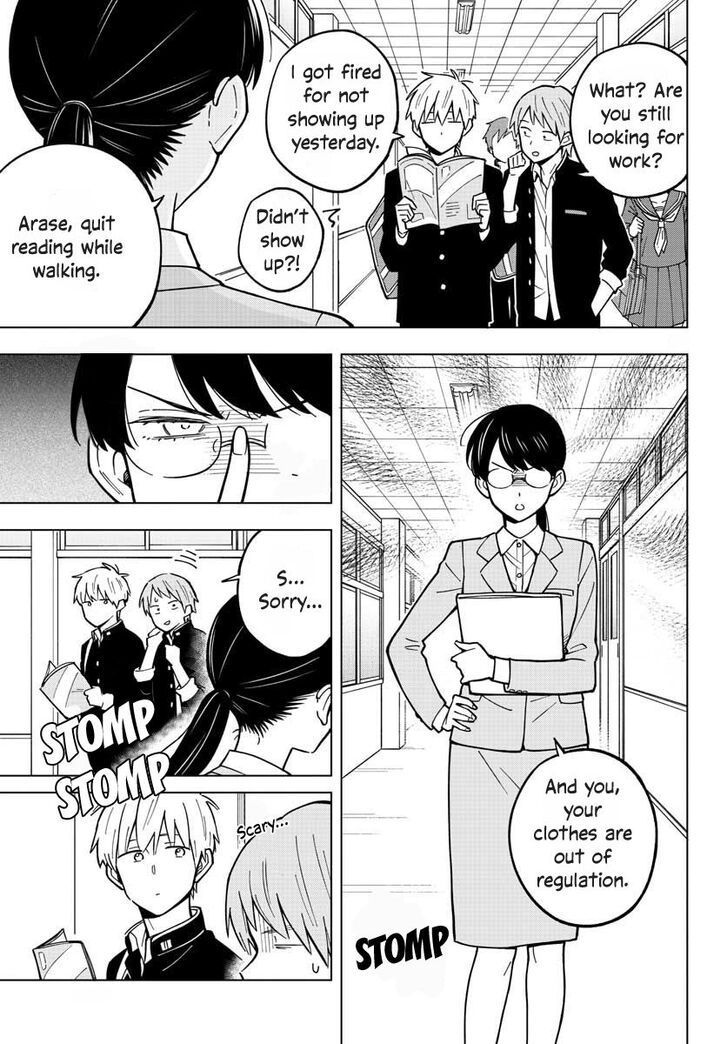 What? Are
you still
looking for
work?
I got fired
for not
showing up
yesterday.
Didn't
show
up?!
Arase, quit
reading while
walking.
And you,
your
clothes are
out of
regulation.
STOMP
S...
Sorry...
STOMP
STOMP
Scary...